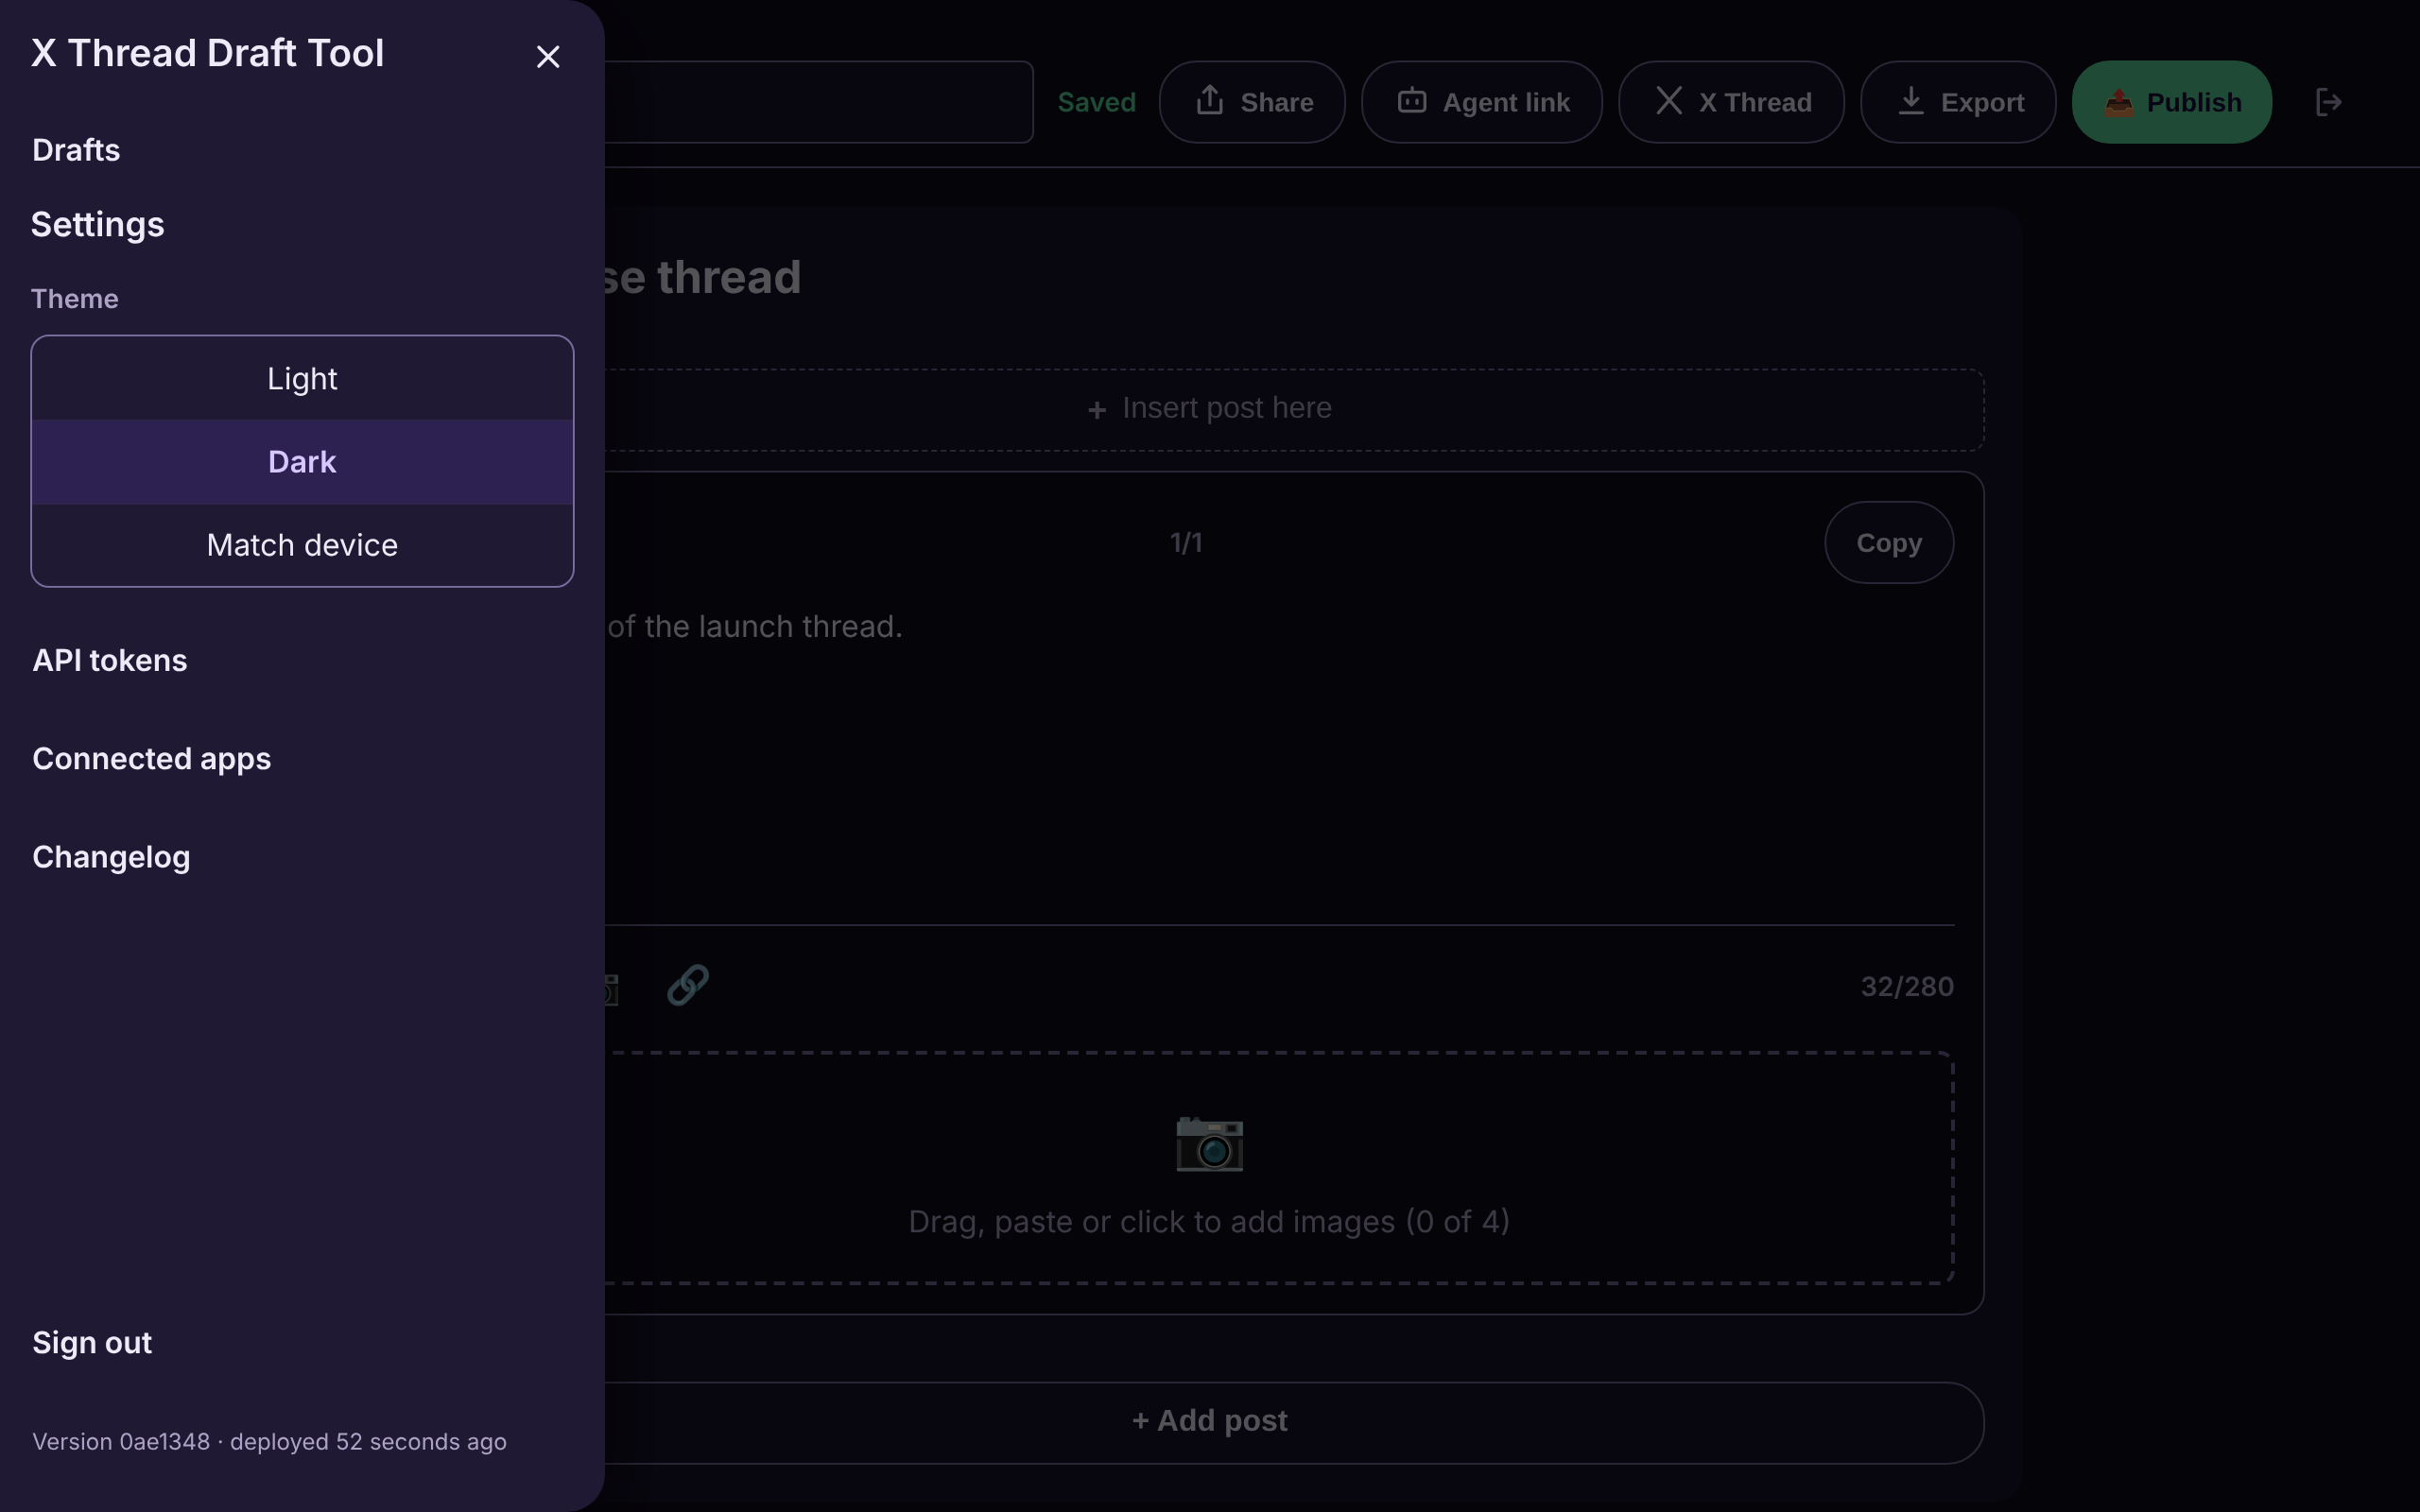 X Thread Draft Tool
Drafts
Settings
Theme
Light
Dark
Match device
API tokens
Connected apps
Changelog
Sign out
Version 0ae1348 · deployed 52 seconds ago
Saved
Share
Agent link
X Thread
Export
Publish
thread
+ Insert post here
1/1
Copy
of the launch thread.
32/280
Drag, paste or click to add images (0 of 4)
+ Add post